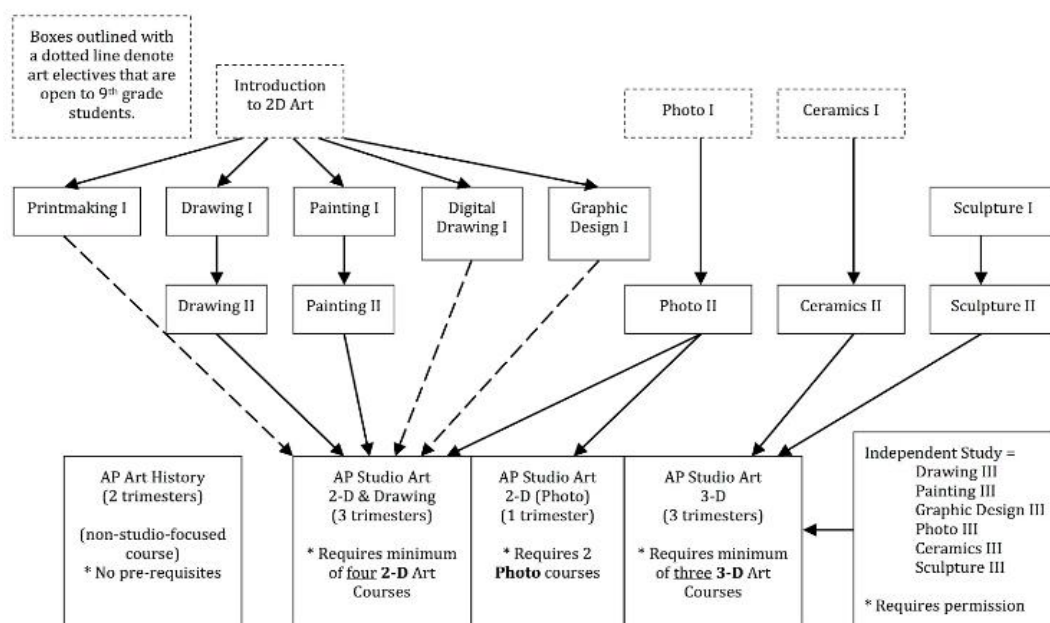 Boxes outlined with
a dotted line denote
art electives that are
open to 9th grade
students.
Introduction
to 2D Art
Photo I
Ceramics I
Printmaking I
Drawing I
Painting I
Digital
Drawing I
Graphic
Design I
Sculpture I
Drawing II
Painting II
Photo II
Ceramics II
Sculpture II
AP Art History
(2 trimesters)
(non-studio-focused
course)
* No pre-requisites
AP Studio Art
2-D & Drawing
(3 trimesters)
* Requires minimum
of four 2-D Art
Courses
AP Studio Art
2-D (Photo)
(1 trimester)
* Requires 2
Photo courses
AP Studio Art
3-D
(3 trimesters)
* Requires minimum
of three 3-D Art
Courses
Independent Study =
Drawing III
Painting III
Graphic Design III
Photo III
Ceramics III
Sculpture III
* Requires permission